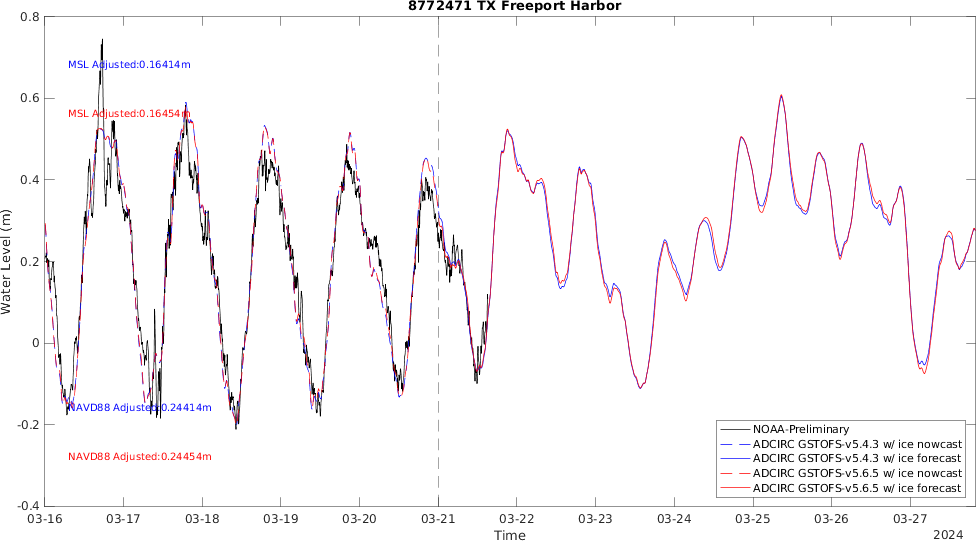 8772471 TX Freeport Harbor
0.8
MSL Adjusted:0.16414m
0.6
MSL Adjusted:0.16454m
0.4
Water Level (m)
0.2
0
NAVD88 Adjusted:0.24414m
-0.2
NAVD88 Adjusted:0.24454m
NOAA-Preliminary
ADCIRC GSTOFS-v5.4.3 w/ ice nowcast
ADCIRC GSTOFS-v5.4.3 w/ ice forecast
ADCIRC GSTOFS-v5.6.5 w/ ice nowcast
ADCIRC GSTOFS-v5.6.5 w/ ice forecast
-0.4
03-16 03-17 03-18 03-19 03-20 03-21 03-22 03-23 03-24 03-25 03-26 03-27
Time
2024